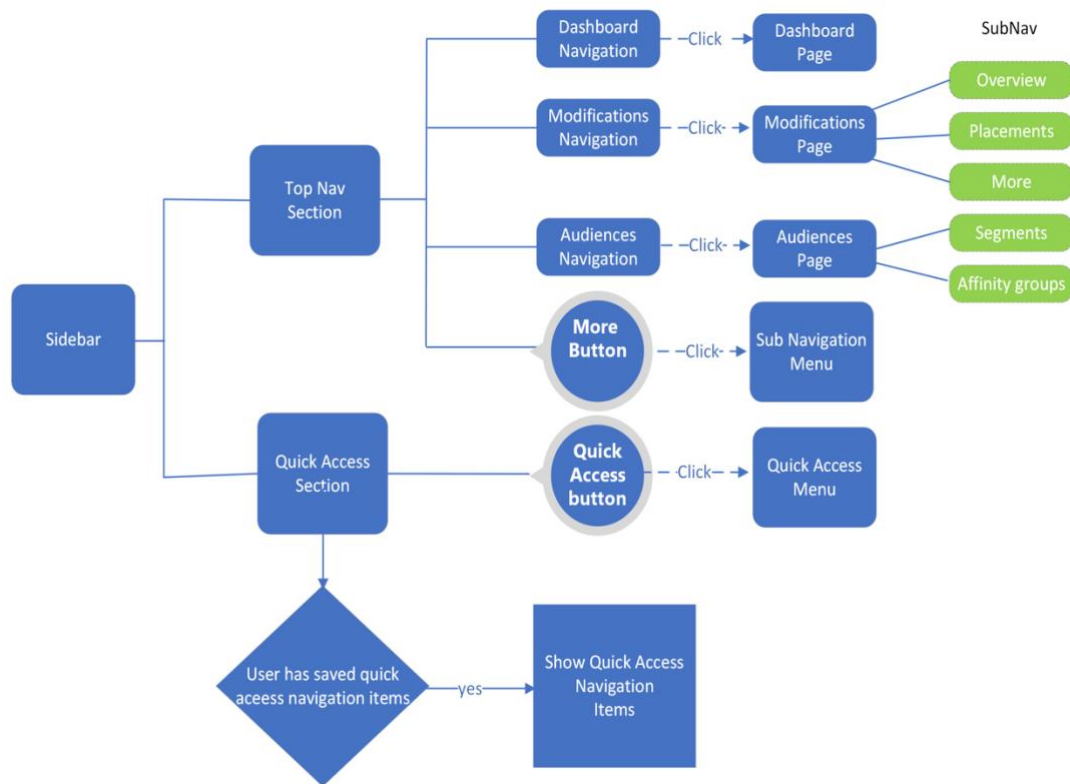 Dashboard
Navigation
Click
Dashboard
Page
SubNav
Overview
Modifications
Navigation
Click
Modifications
Page
Placements
More
Top Nav
Section
Audiences
Navigation
Click
Audiences
Page
Segments
Affinity groups
Sidebar
More
Button
Click
Sub Navigation
Menu
Quick Access
Section
Quick
Access
button
Click
Quick Access
Menu
User has saved quick
aceess navigation items
yes
Show Quick Access
Navigation
Items